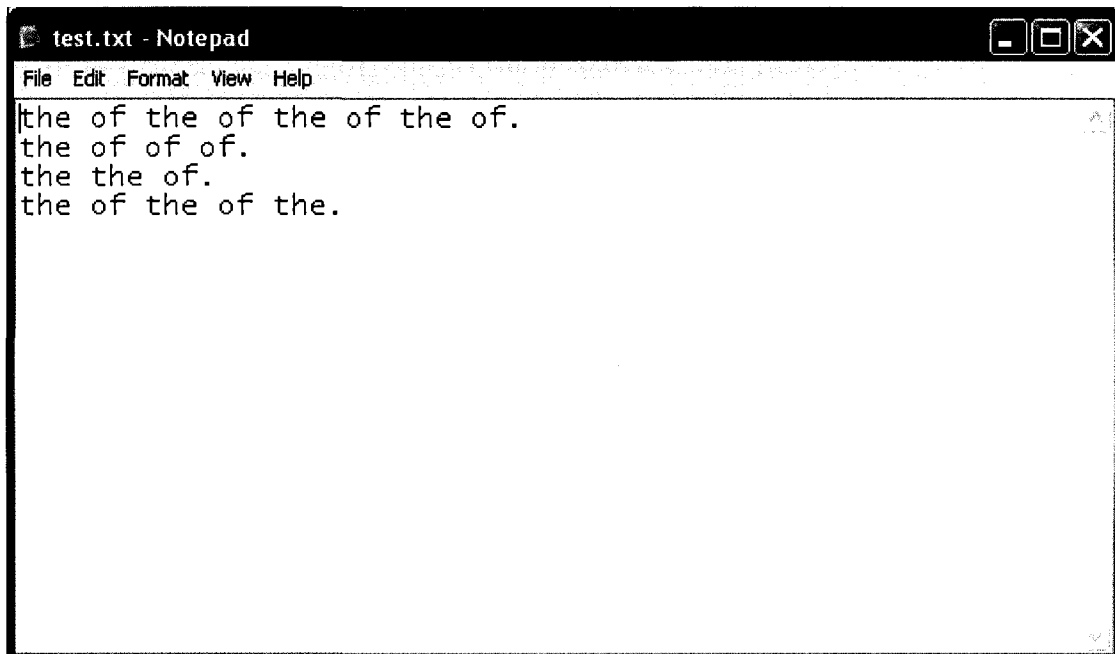 test.txt - Notepad
File Edit Format View Help
the of the of the of the of.
the of of of.
the the of.
the of the of the.